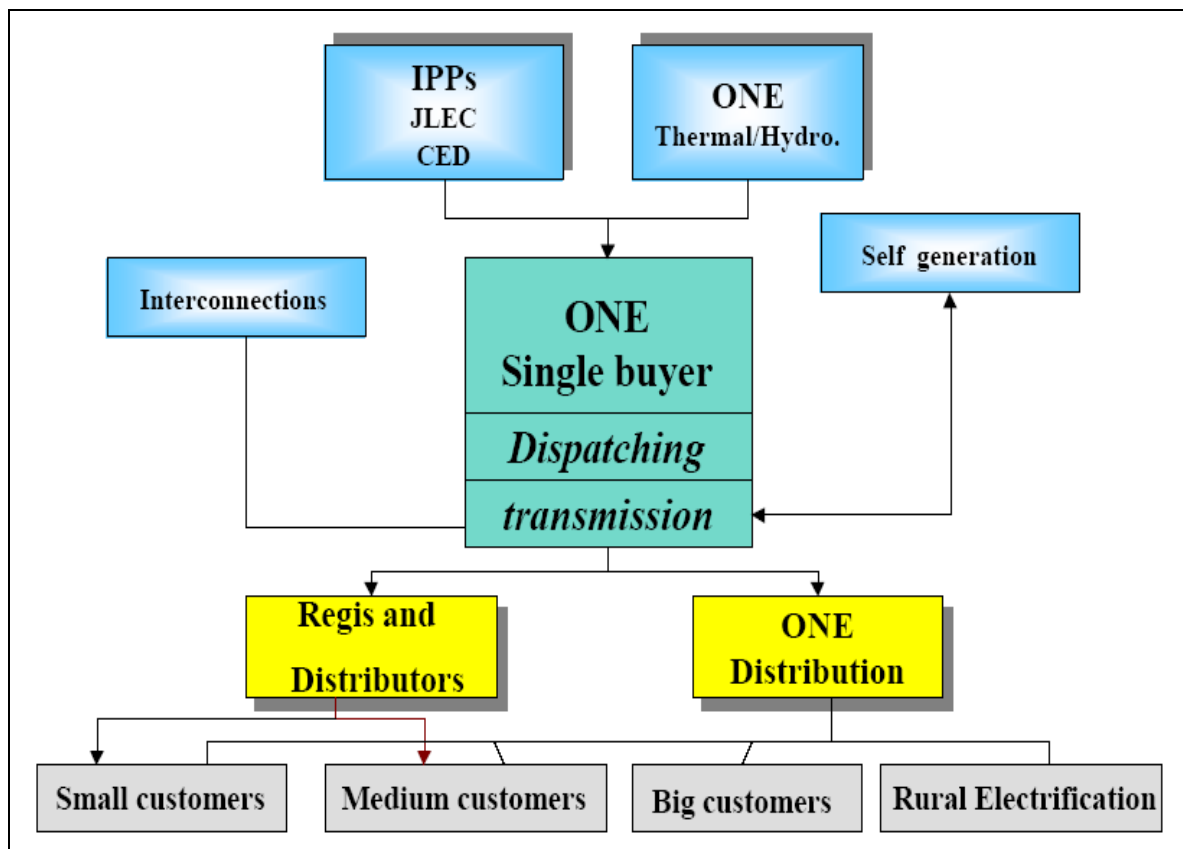 IPPs
JLEC
CED
ONE
Thermal/Hydro.
Self  generation
Interconnections
ONE
Single buyer
Dispatching
transmission
Regis and
Distributors
ONE
Distribution
Small customers
Medium customers
Big customers
Rural Electrification